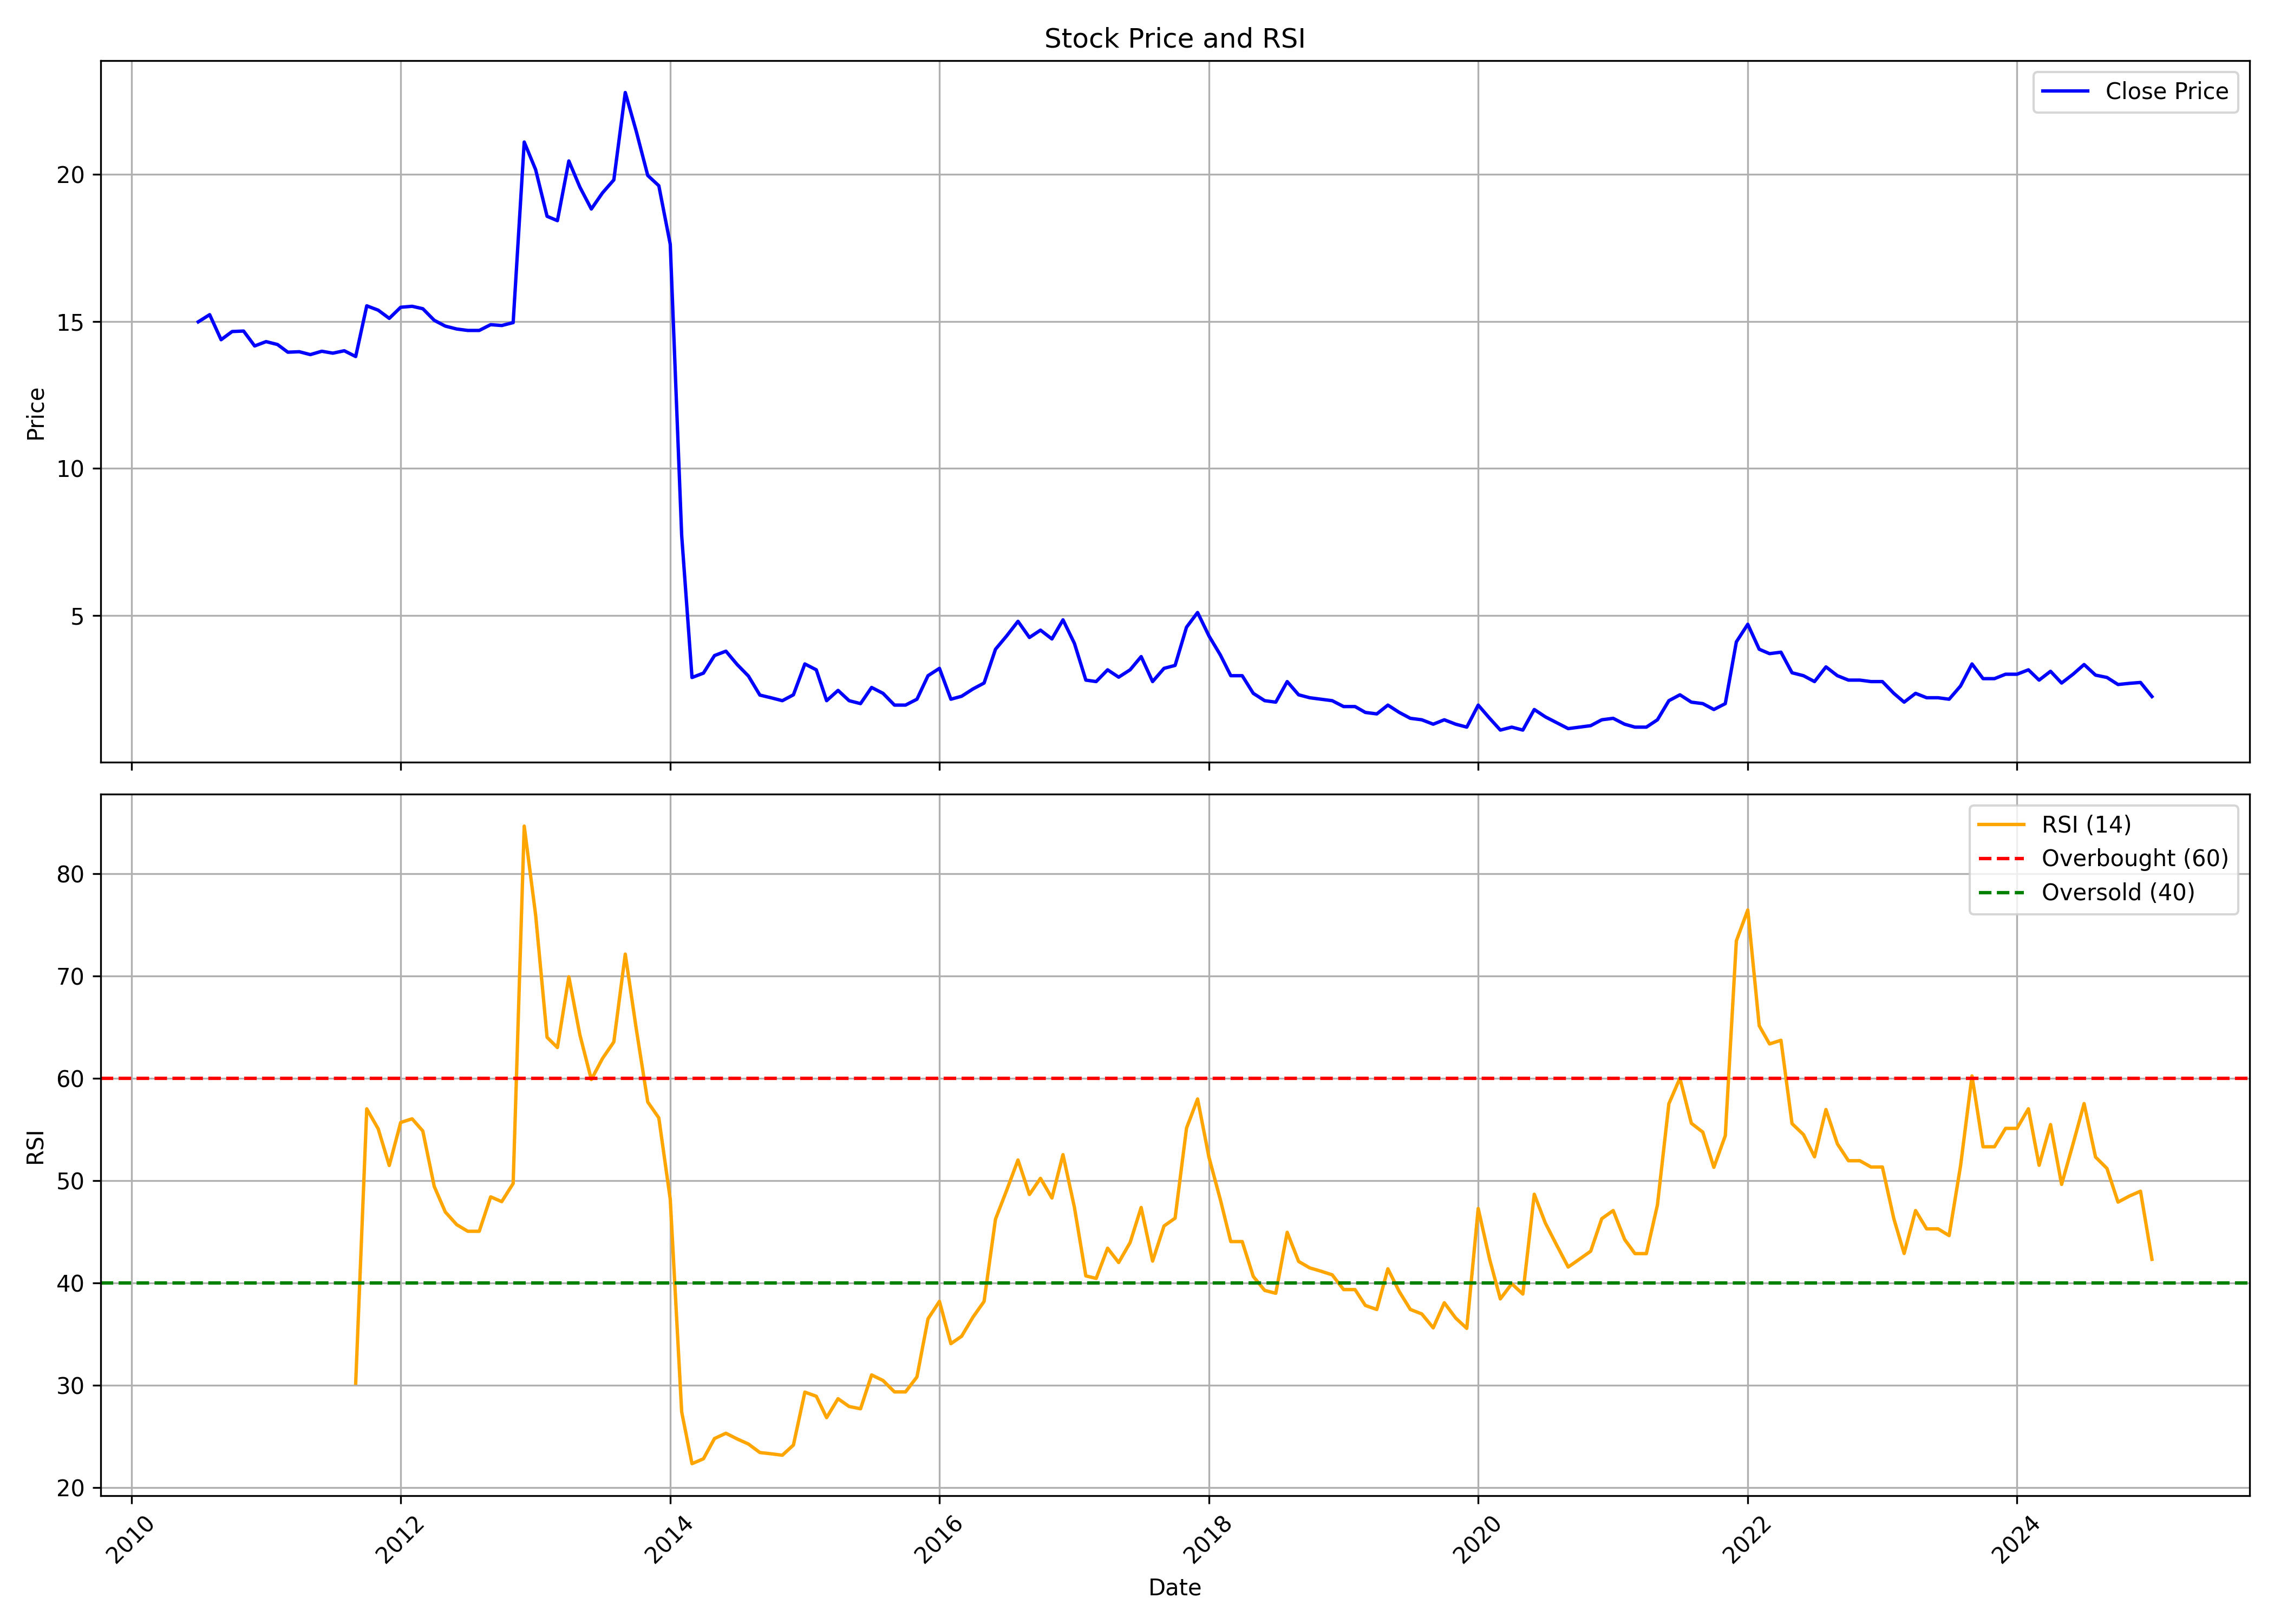 Stock Price and RSI
Close Price
20
15
10
5
Price
RSI (14)
Overbought (60)
Oversold (40)
80
70
60
50
40
30
20
RSI
2010
2012
2014
2016
2018
2020
2022
2024
Date